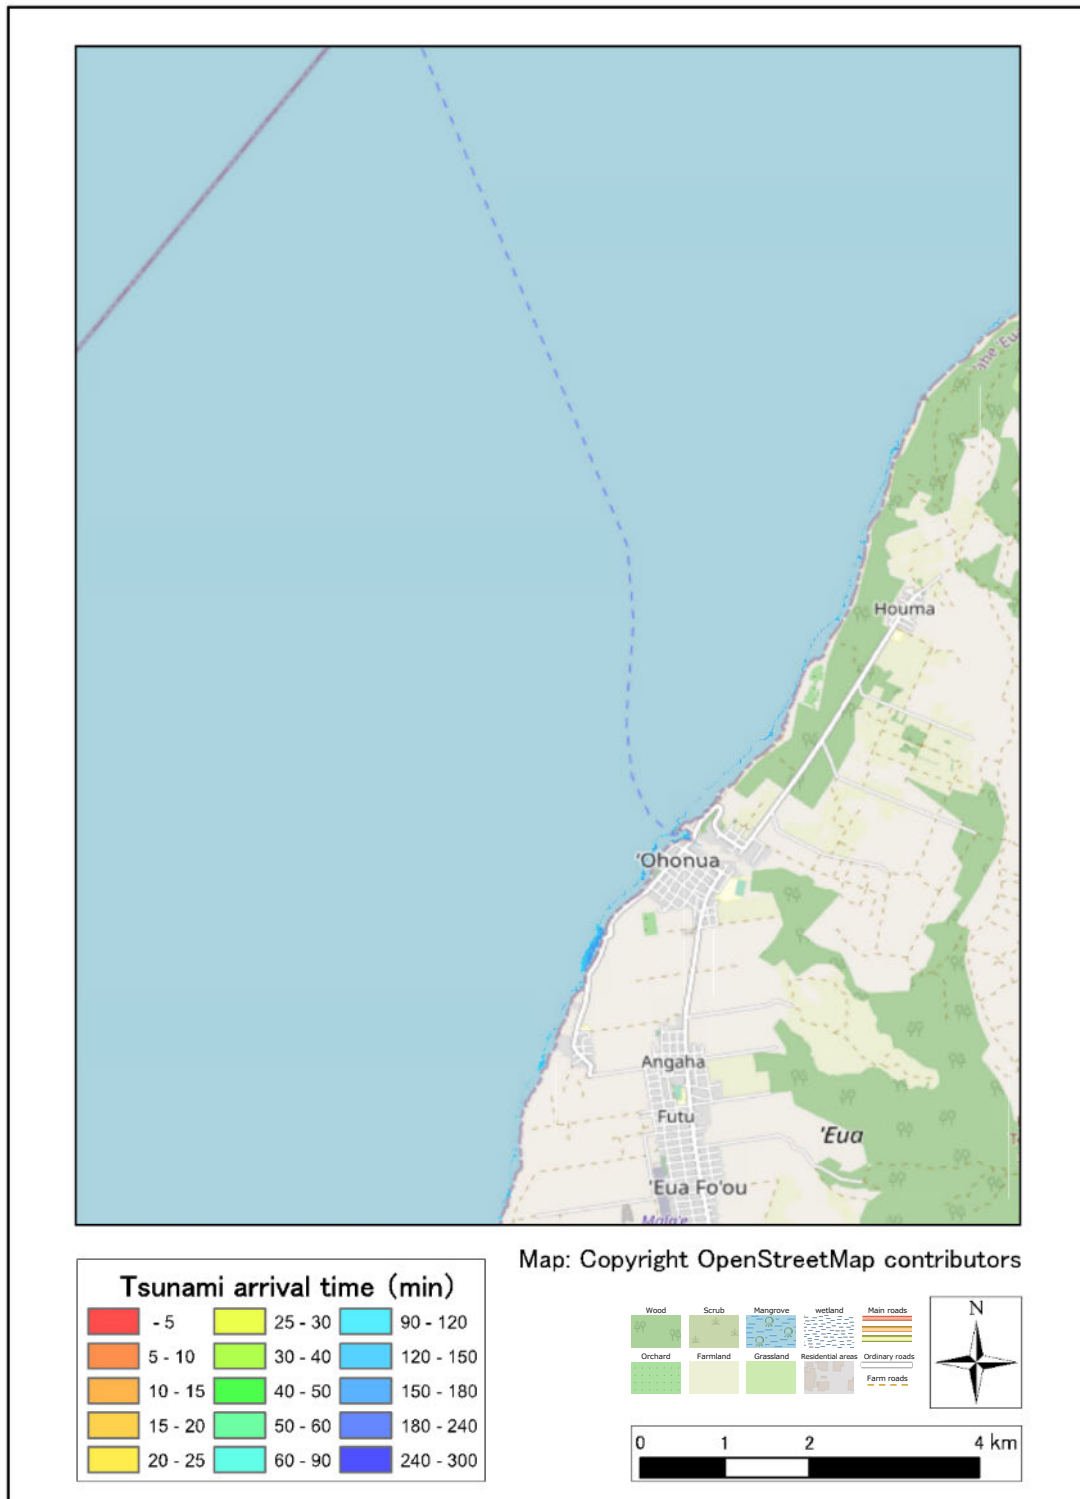 'ane 'Eu
Houma
'Ohonua
Angaha
Futu
'Eua
'Eua Fo'ou
Mala'e
Map: Copyright OpenStreetMap contributors
Tsunami arrival time (min)
- 5
25 - 30
90 - 120
5 - 10
30 - 40
120 - 150
10 - 15
40 - 50
150 - 180
15 - 20
50 - 60
180 - 240
20 - 25
60 - 90
240 - 300
Wood
Scrub
Mangrove
wetland
Main roads
Orchard
Farmland
Grassland
Residential areas
Ordinary roads
Farm roads
N
0 1 2 4 km